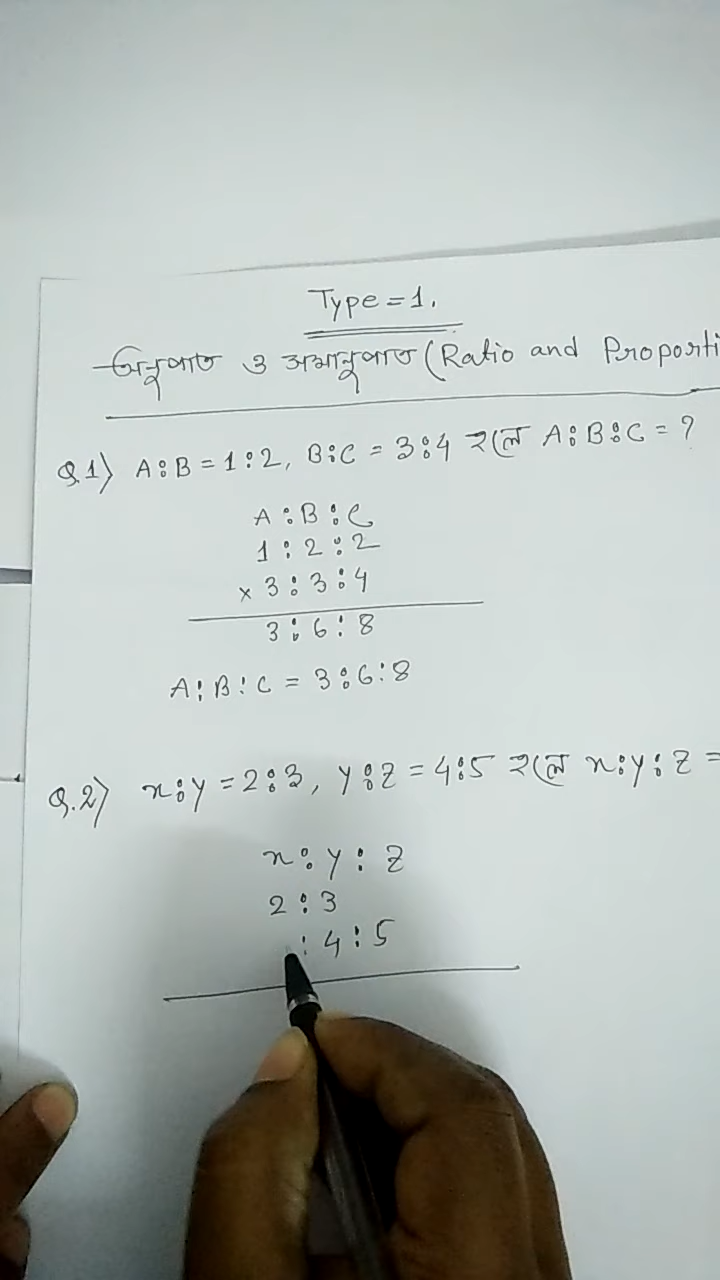 Type = 1.
অনুপাত ও সমানুপাত (Ratio and Proporti
Q.1) A:B = 1:2, B:C = 3:4 হলে A:B:C = ?
A:B:C
1:2:2
× 3:3:4
3:6:8
A:B:C = 3:6:8
Q.2) x:y = 2:3, y:z = 4:5 হলে x:y:z =
x:y:z
2:3
:4:5